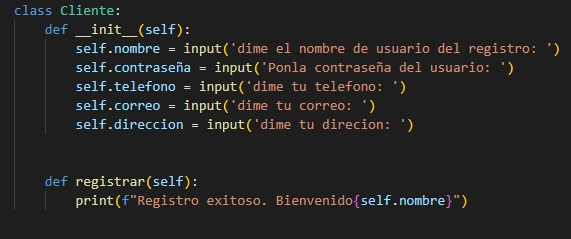 class Cliente:
    def __init__(self):
        self.nombre = input('dime el nombre de usuario del registro: ')
        self.contraseña = input('Ponla contraseña del usuario: ')
        self.telefono = input('dime tu telefono: ')
        self.correo = input('dime tu correo: ')
        self.direccion = input('dime tu direcion: ')
    def registrar(self):
        print(f"Registro exitoso. Bienvenido{self.nombre}")